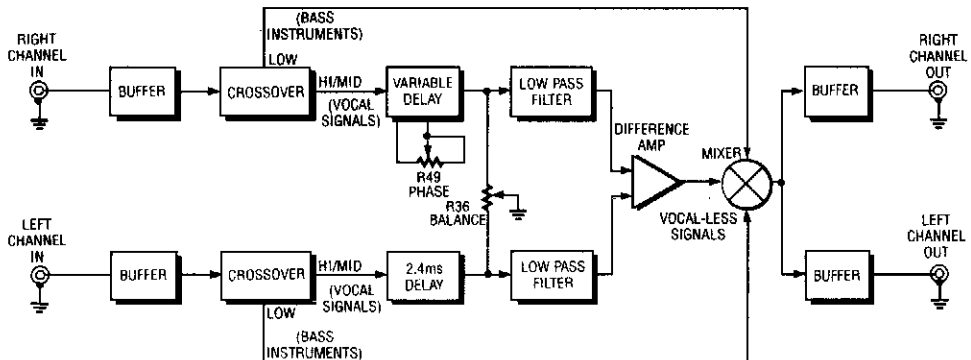 (BASS
INSTRUMENTS)
RIGHT
CHANNEL
IN
BUFFER
CROSSOVER
LOW
HI/MID
(VOCAL
SIGNALS)
VARIABLE
DELAY
R49
PHASE
LOW PASS
FILTER
DIFFERENCE
AMP
MIXER
BUFFER
RIGHT
CHANNEL
OUT
R36
BALANCE
VOCAL-LESS
SIGNALS
LEFT
CHANNEL
IN
BUFFER
CROSSOVER
HI/MID
(VOCAL
SIGNALS)
LOW
2.4ms
DELAY
LOW PASS
FILTER
BUFFER
LEFT
CHANNEL
OUT
(BASS
INSTRUMENTS)